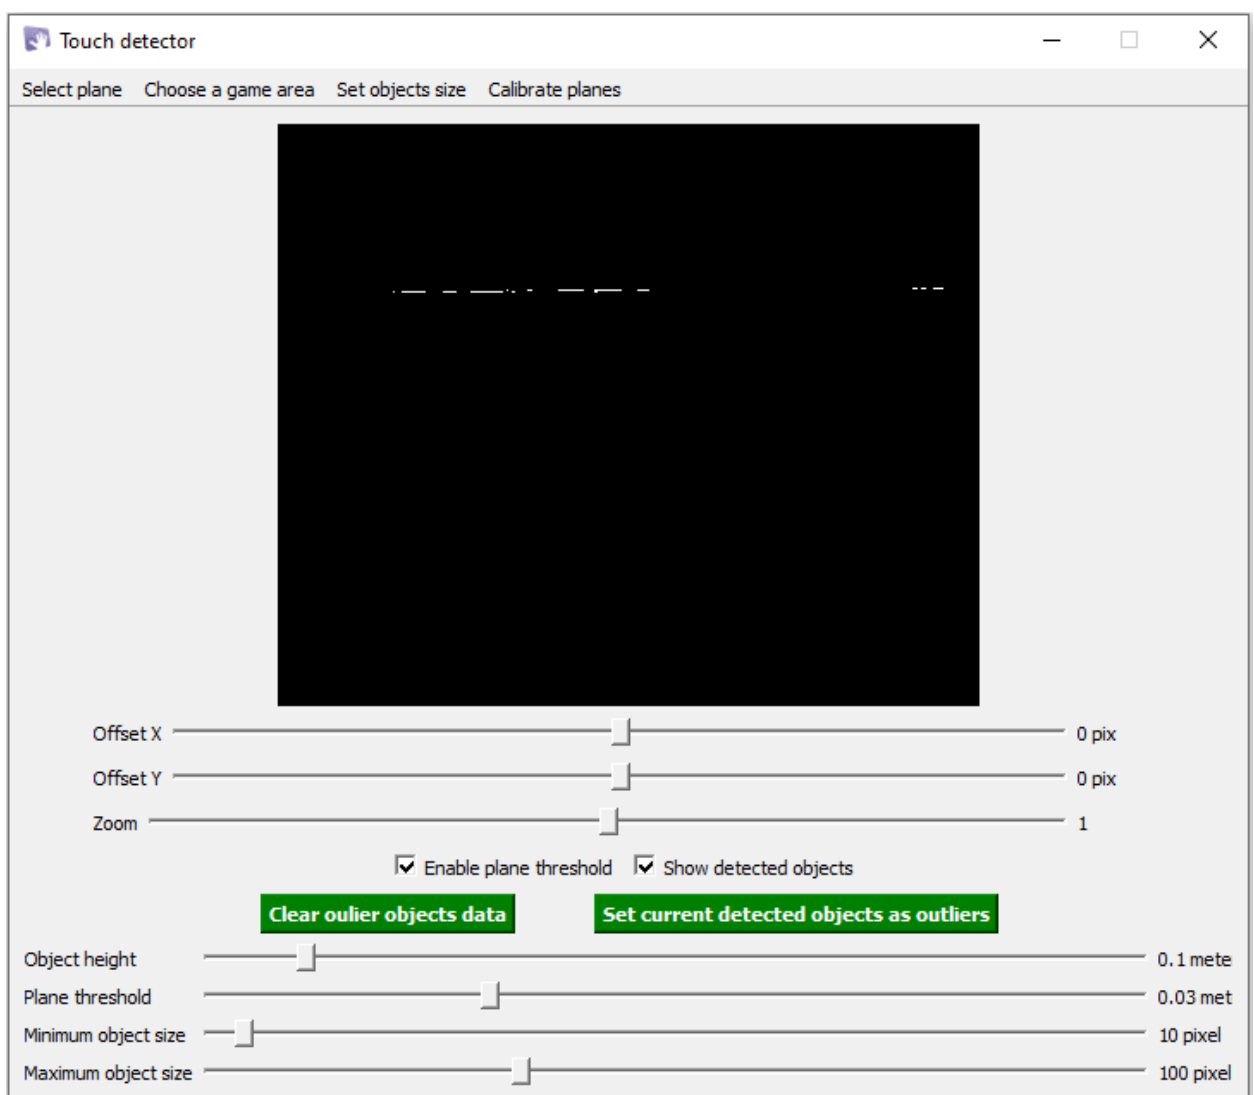 Touch detector
Select plane Choose a game area Set objects size Calibrate planes
Offset X 0 pix
Offset Y 0 pix
Zoom 1
Enable plane threshold Show detected objects
Clear oulier objects data Set current detected objects as outliers
Object height 0.1 mete
Plane threshold 0.03 met
Minimum object size 10 pixel
Maximum object size 100 pixel